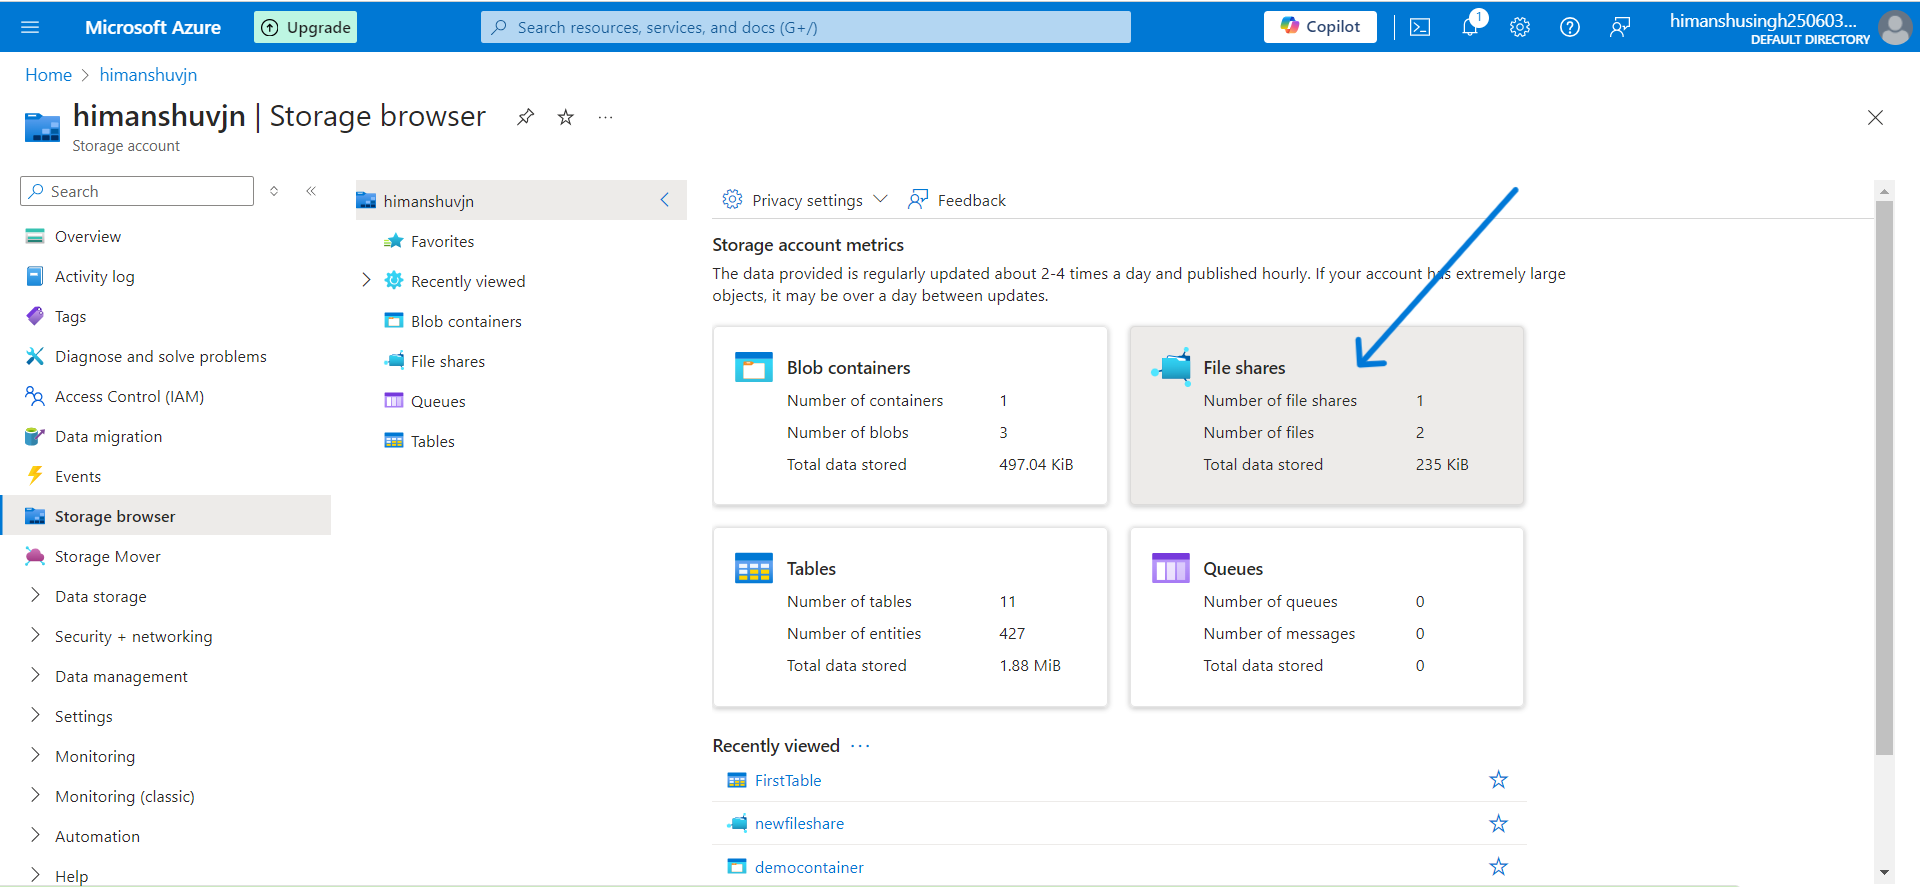 Microsoft Azure
Upgrade
Search resources, services, and docs (G+/)
Copilot
1
himanshusingh250603...
DEFAULT DIRECTORY
Home > himanshuvjn
himanshuvjn | Storage browser
...
Storage account
Search
Overview
Activity log
Tags
Diagnose and solve problems
Access Control (IAM)
Data migration
Events
Storage browser
Storage Mover
Data storage
Security + networking
Data management
Settings
Monitoring
Monitoring (classic)
Automation
Help
himanshuvjn
Favorites
Recently viewed
Blob containers
File shares
Queues
Tables
Privacy settings
Feedback
Storage account metrics
The data provided is regularly updated about 2-4 times a day and published hourly. If your account has extremely large
objects, it may be over a day between updates.
Blob containers
Number of containers 1
Number of blobs 3
Total data stored 497.04 KiB
File shares
Number of file shares 1
Number of files 2
Total data stored 235 KiB
Tables
Number of tables 11
Number of entities 427
Total data stored 1.88 MiB
Queues
Number of queues 0
Number of messages 0
Total data stored 0
Recently viewed ...
FirstTable
newfileshare
democontainer